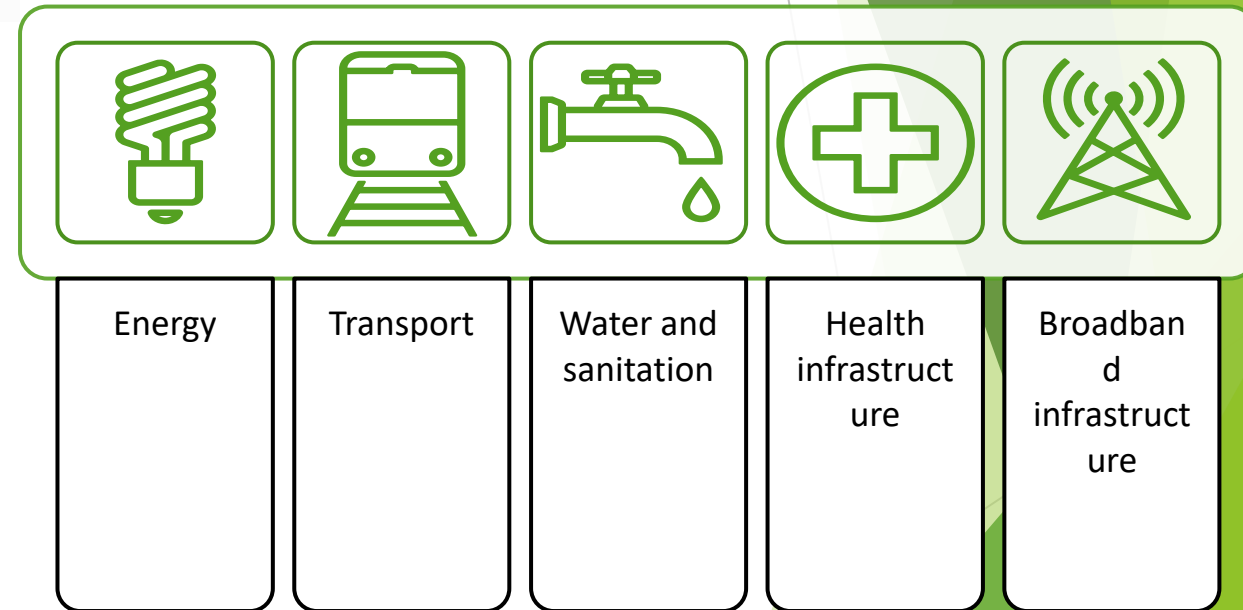 Energy
Transport
Water and
sanitation
Health
infrastruct
ure
Broadban
d
infrastruct
ure